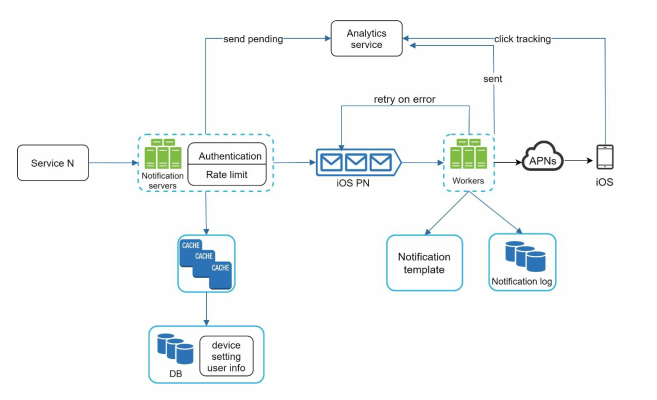 Analytics
service
send pending
click tracking
sent
retry on error
Service N
Notification
servers
Authentication
Rate limit
iOS PN
Workers
APNs
iOS
CACHE
CACHE
CACHE
Notification
template
Notification log
DB
device
setting
user info